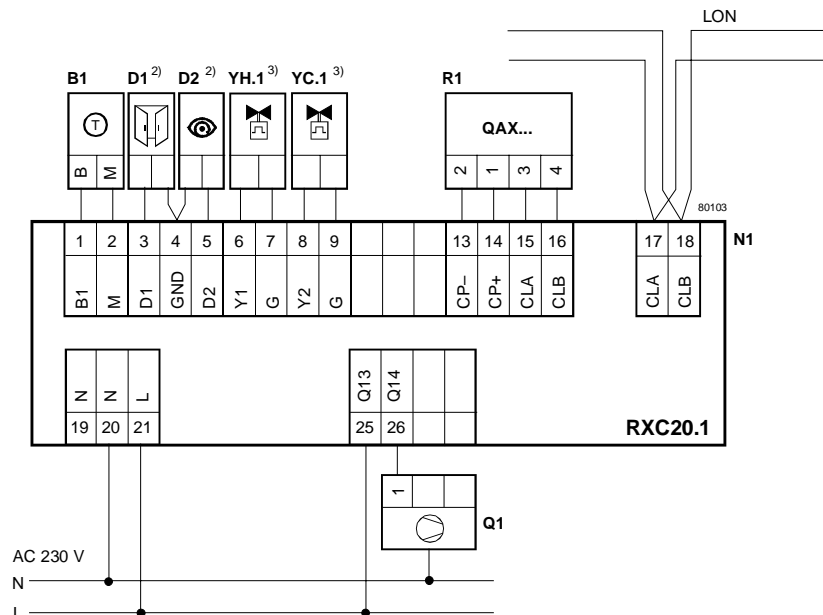 LON
B1 D1 2) D2 2) YH.1 3) YC.1 3) R1
T QAX...
B M 2 1 3 4
80103
1 2 3 4 5 6 7 8 9 13 14 15 16 17 18 N1
B1 M D1 GND D2 Y1 G Y2 G CP– CP+ CLA CLB CLA CLB
N N L Q13 Q14
19 20 21 25 26 RXC20.1
1
Q1
AC 230 V
N
L